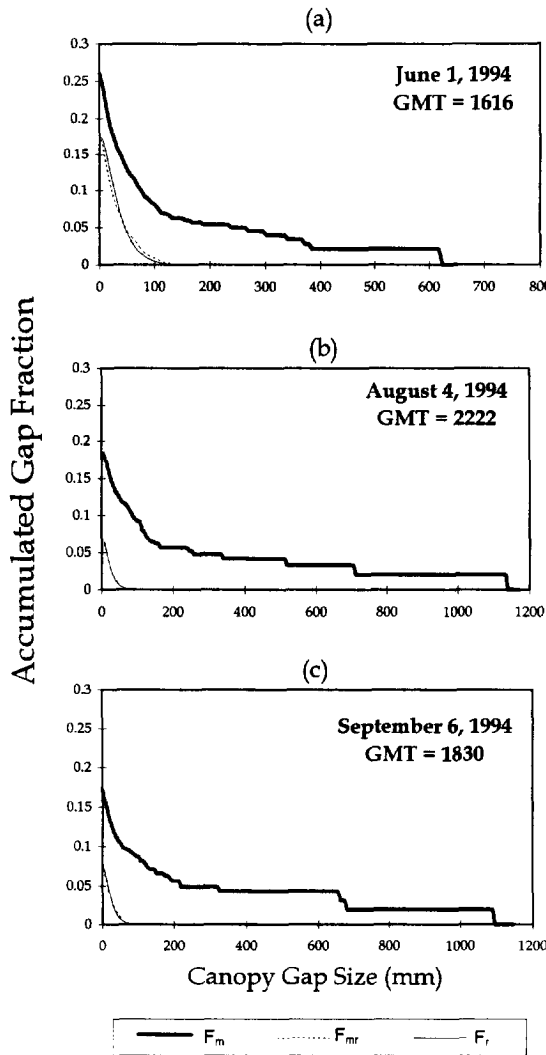 (a)
0.3
0.25
0.2
0.15
0.1
0.05
0
June 1, 1994
GMT = 1616
0 100 200 300 400 500 600 700 800
(b)
0.3
0.25
0.2
0.15
0.1
0.05
0
August 4, 1994
GMT = 2222
0 200 400 600 800 1000 1200
(c)
0.3
0.25
0.2
0.15
0.1
0.05
0
September 6, 1994
GMT = 1830
0 200 400 600 800 1000 1200
Accumulated Gap Fraction
Canopy Gap Size (mm)
Fm Fmr Fr